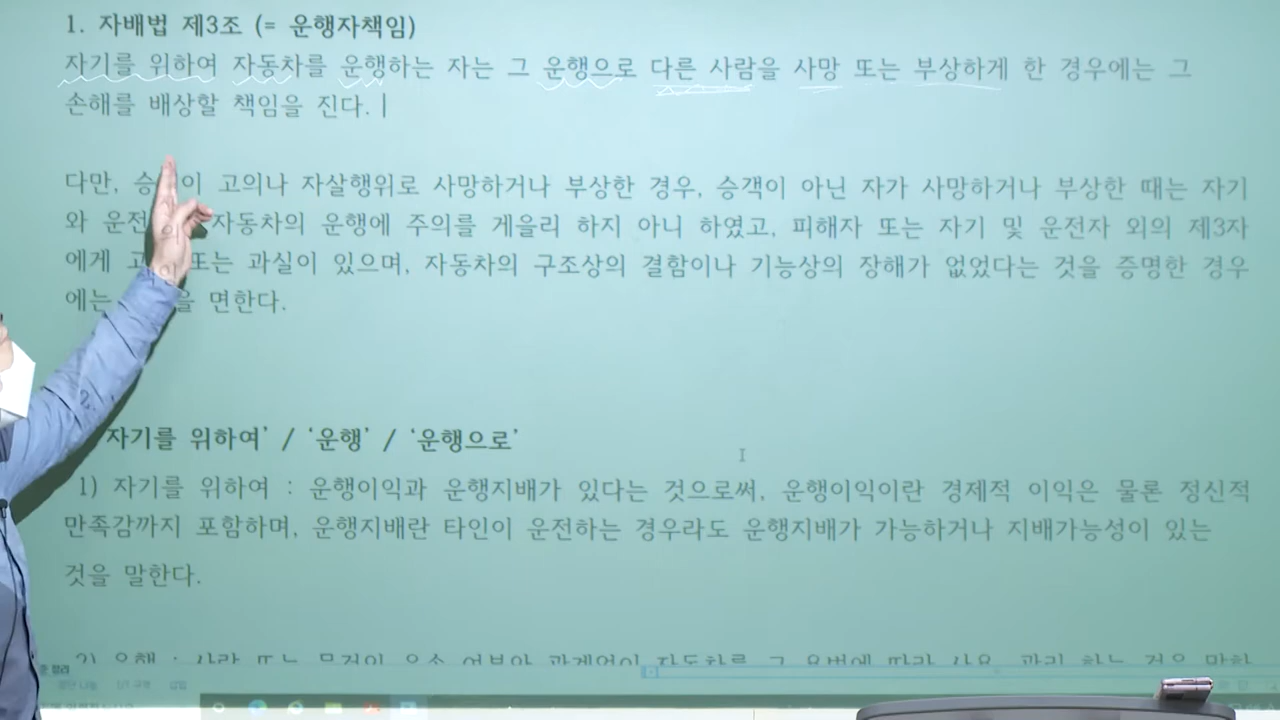 1. 자배법 제3조 (= 운행자책임)
자기를 위하여 자동차를 운행하는 자는 그 운행으로 다른 사람을 사망 또는 부상하게 한 경우에는 그
손해를 배상할 책임을 진다.
다만, 고의나 자살행위로 사망하거나 부상한 경우, 승객이 아닌 자가 사망하거나 부상한 때는 자기
와 자동차의 운행에 주의를 게을리 하지 아니 하였고, 피해자 또는 자기 및 운전자 외의 제3자
에게 또는 과실이 있으며, 자동차의 구조상의 결함이나 기능상의 장해가 없었다는 것을 증명한 경우
에는 면한다.
자기를 위하여’ / ‘운행’ / ‘운행으로’
1) 자기를 위하여 : 운행이익과 운행지배가 있다는 것으로써, 운행이익이란 경제적 이익은 물론 정신적
만족감까지 포함하며, 운행지배란 타인이 운전하는 경우라도 운행지배가 가능하거나 지배가능성이 있는
것을 말한다.